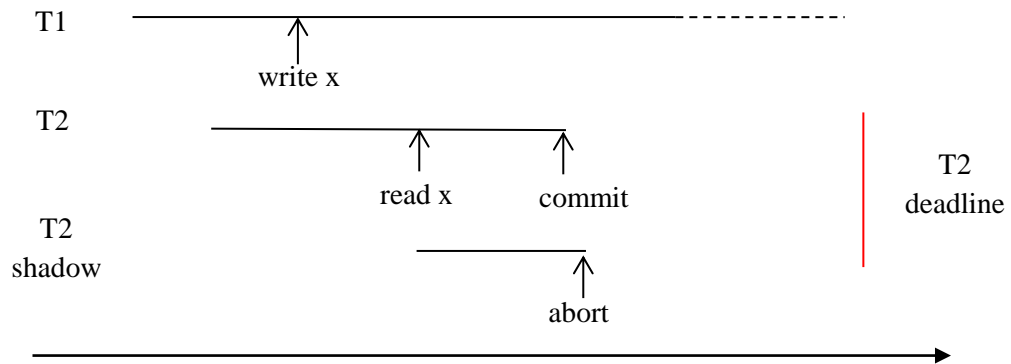 T1
write x
T2
read x
commit
T2
deadline
T2
shadow
abort